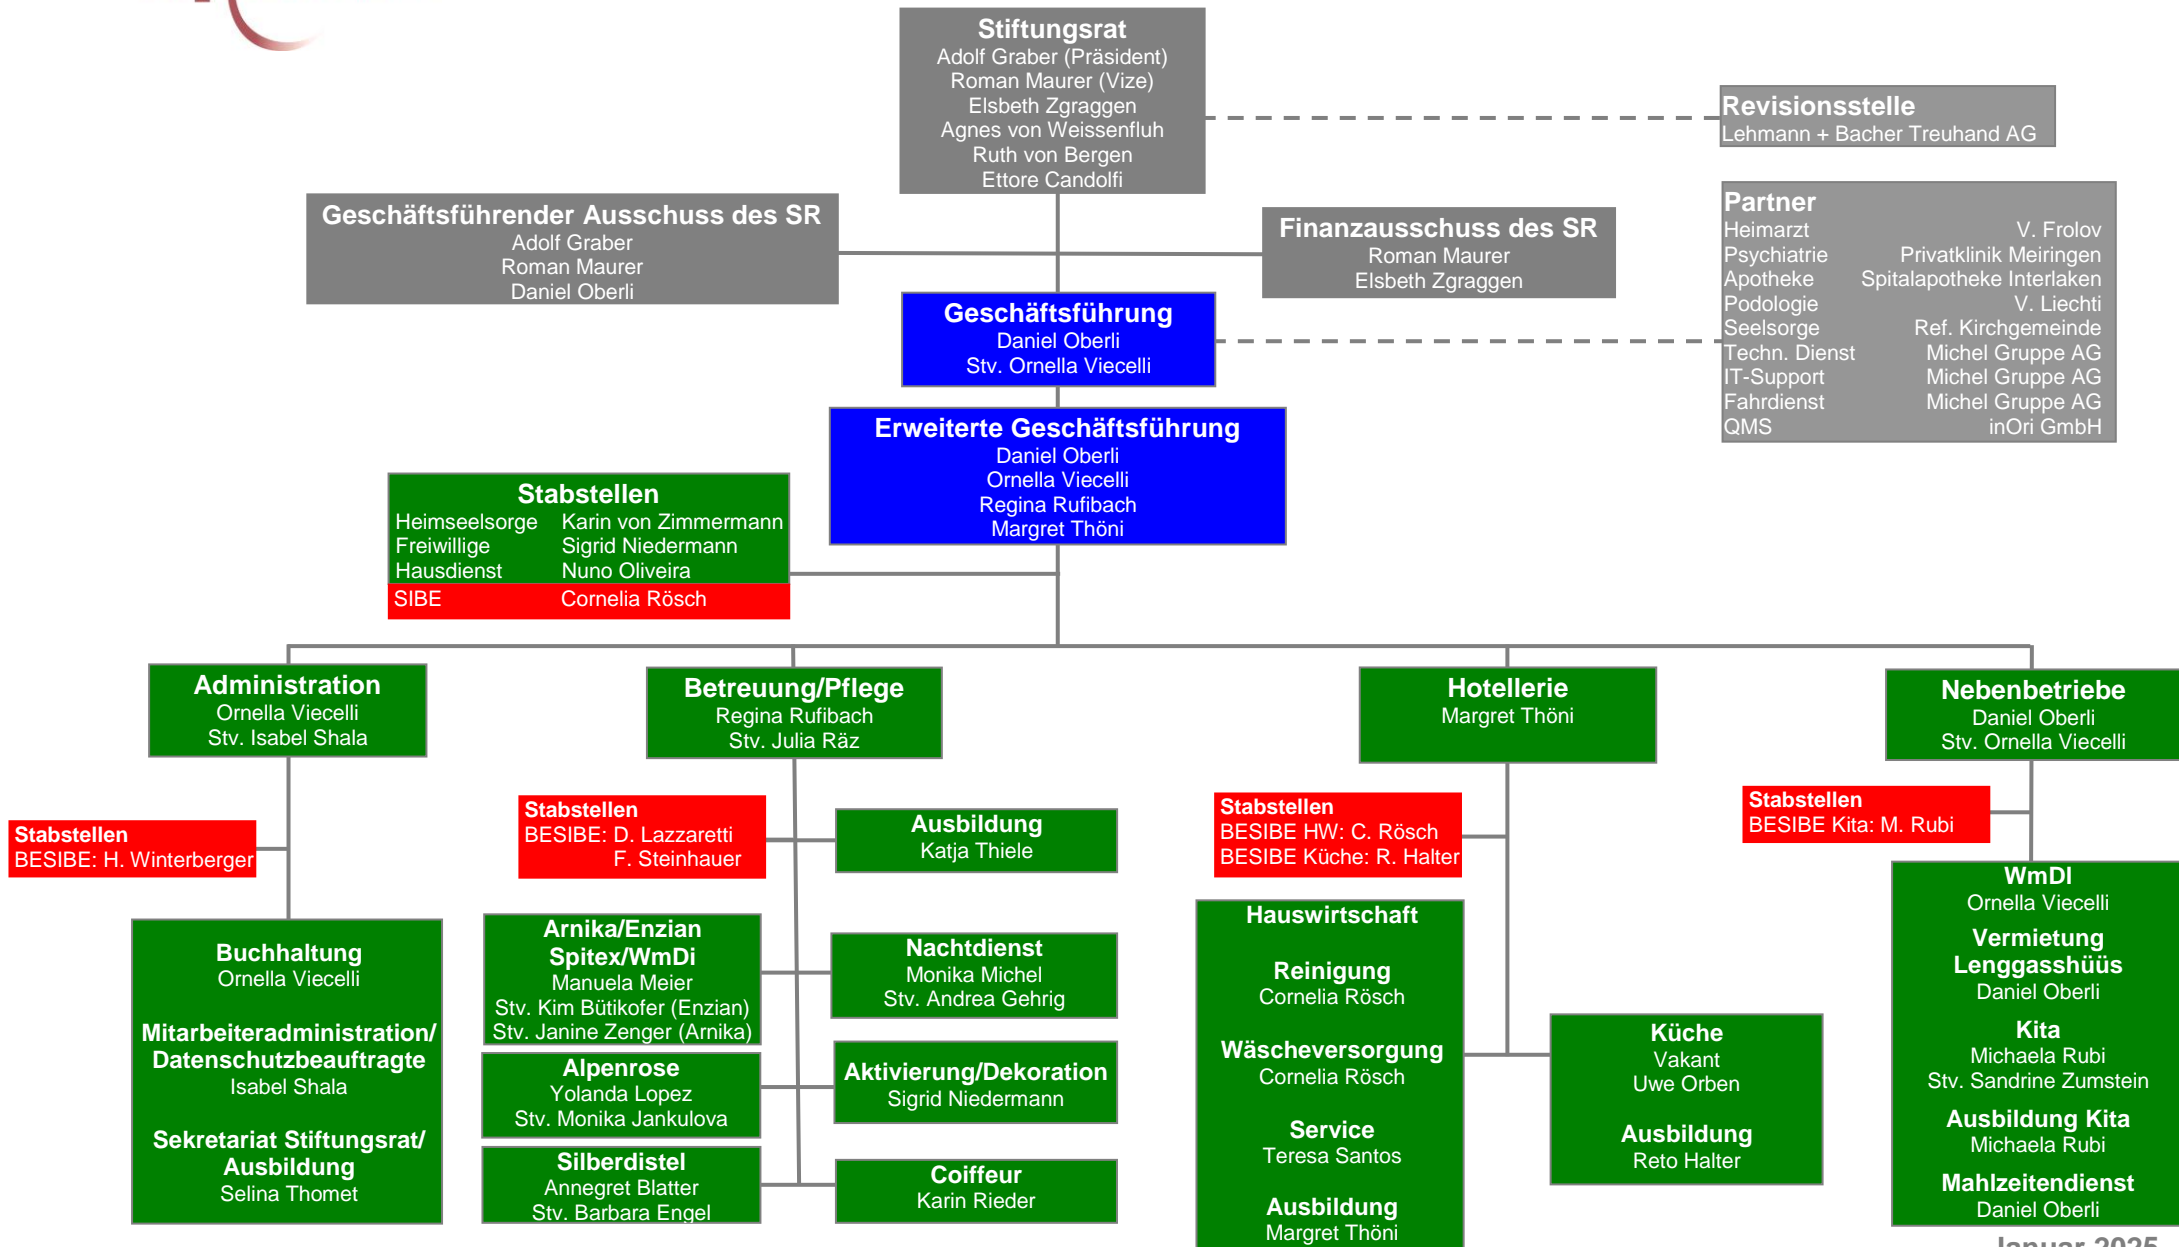 Stiftungsrat
Adolf Graber (Präsident)
Roman Maurer (Vize)
Elsbeth Zgraggen
Agnes von Weissenfluh
Ruth von Bergen
Ettore Candolfi
Revisionsstelle
Lehmann + Bacher Treuhand AG
Geschäftsführender Ausschuss des SR
Adolf Graber
Roman Maurer
Daniel Oberli
Finanzausschuss des SR
Roman Maurer
Elsbeth Zgraggen
Partner
Heimarzt V. Frolov
Psychiatrie Privatklinik Meiringen
Apotheke Spitalapotheke Interlaken
Podologie V. Liechti
Seelsorge Ref. Kirchgemeinde
Techn. Dienst Michel Gruppe AG
IT-Support Michel Gruppe AG
Fahrdienst Michel Gruppe AG
QMS inOri GmbH
Geschäftsführung
Daniel Oberli
Stv. Ornella Viecelli
Erweiterte Geschäftsführung
Daniel Oberli
Ornella Viecelli
Regina Rufibach
Margret Thöni
Stabstellen
Heimseelsorge Karin von Zimmermann
Freiwillige Sigrid Niedermann
Hausdienst Nuno Oliveira
SIBE Cornelia Rösch
Administration
Ornella Viecelli
Stv. Isabel Shala
Stabstellen
BESIBE: H. Winterberger
Buchhaltung
Ornella Viecelli
Mitarbeiteradministration/
Datenschutzbeauftragte
Isabel Shala
Sekretariat Stiftungsrat/
Ausbildung
Selina Thomet
Betreuung/Pflege
Regina Rufibach
Stv. Julia Räz
Stabstellen
BESIBE: D. Lazzaretti
F. Steinhauer
Ausbildung
Katja Thiele
Arnika/Enzian
Spitex/WmDi
Manuela Meier
Stv. Kim Bütikofer (Enzian)
Stv. Janine Zenger (Arnika)
Nachtdienst
Monika Michel
Stv. Andrea Gehrig
Alpenrose
Yolanda Lopez
Stv. Monika Jankulova
Aktivierung/Dekoration
Sigrid Niedermann
Silberdistel
Annegret Blatter
Stv. Barbara Engel
Coiffeur
Karin Rieder
Hotellerie
Margret Thöni
Stabstellen
BESIBE HW: C. Rösch
BESIBE Küche: R. Halter
Hauswirtschaft
Reinigung
Cornelia Rösch
Wäscheversorgung
Cornelia Rösch
Service
Teresa Santos
Ausbildung
Margret Thöni
Küche
Vakant
Uwe Orben
Ausbildung
Reto Halter
Nebenbetriebe
Daniel Oberli
Stv. Ornella Viecelli
Stabstellen
BESIBE Kita: M. Rubi
WmDI
Ornella Viecelli
Vermietung
Lenggasshüüs
Daniel Oberli
Kita
Michaela Rubi
Stv. Sandrine Zumstein
Ausbildung Kita
Michaela Rubi
Mahlzeitendienst
Daniel Oberli
Januar 2025